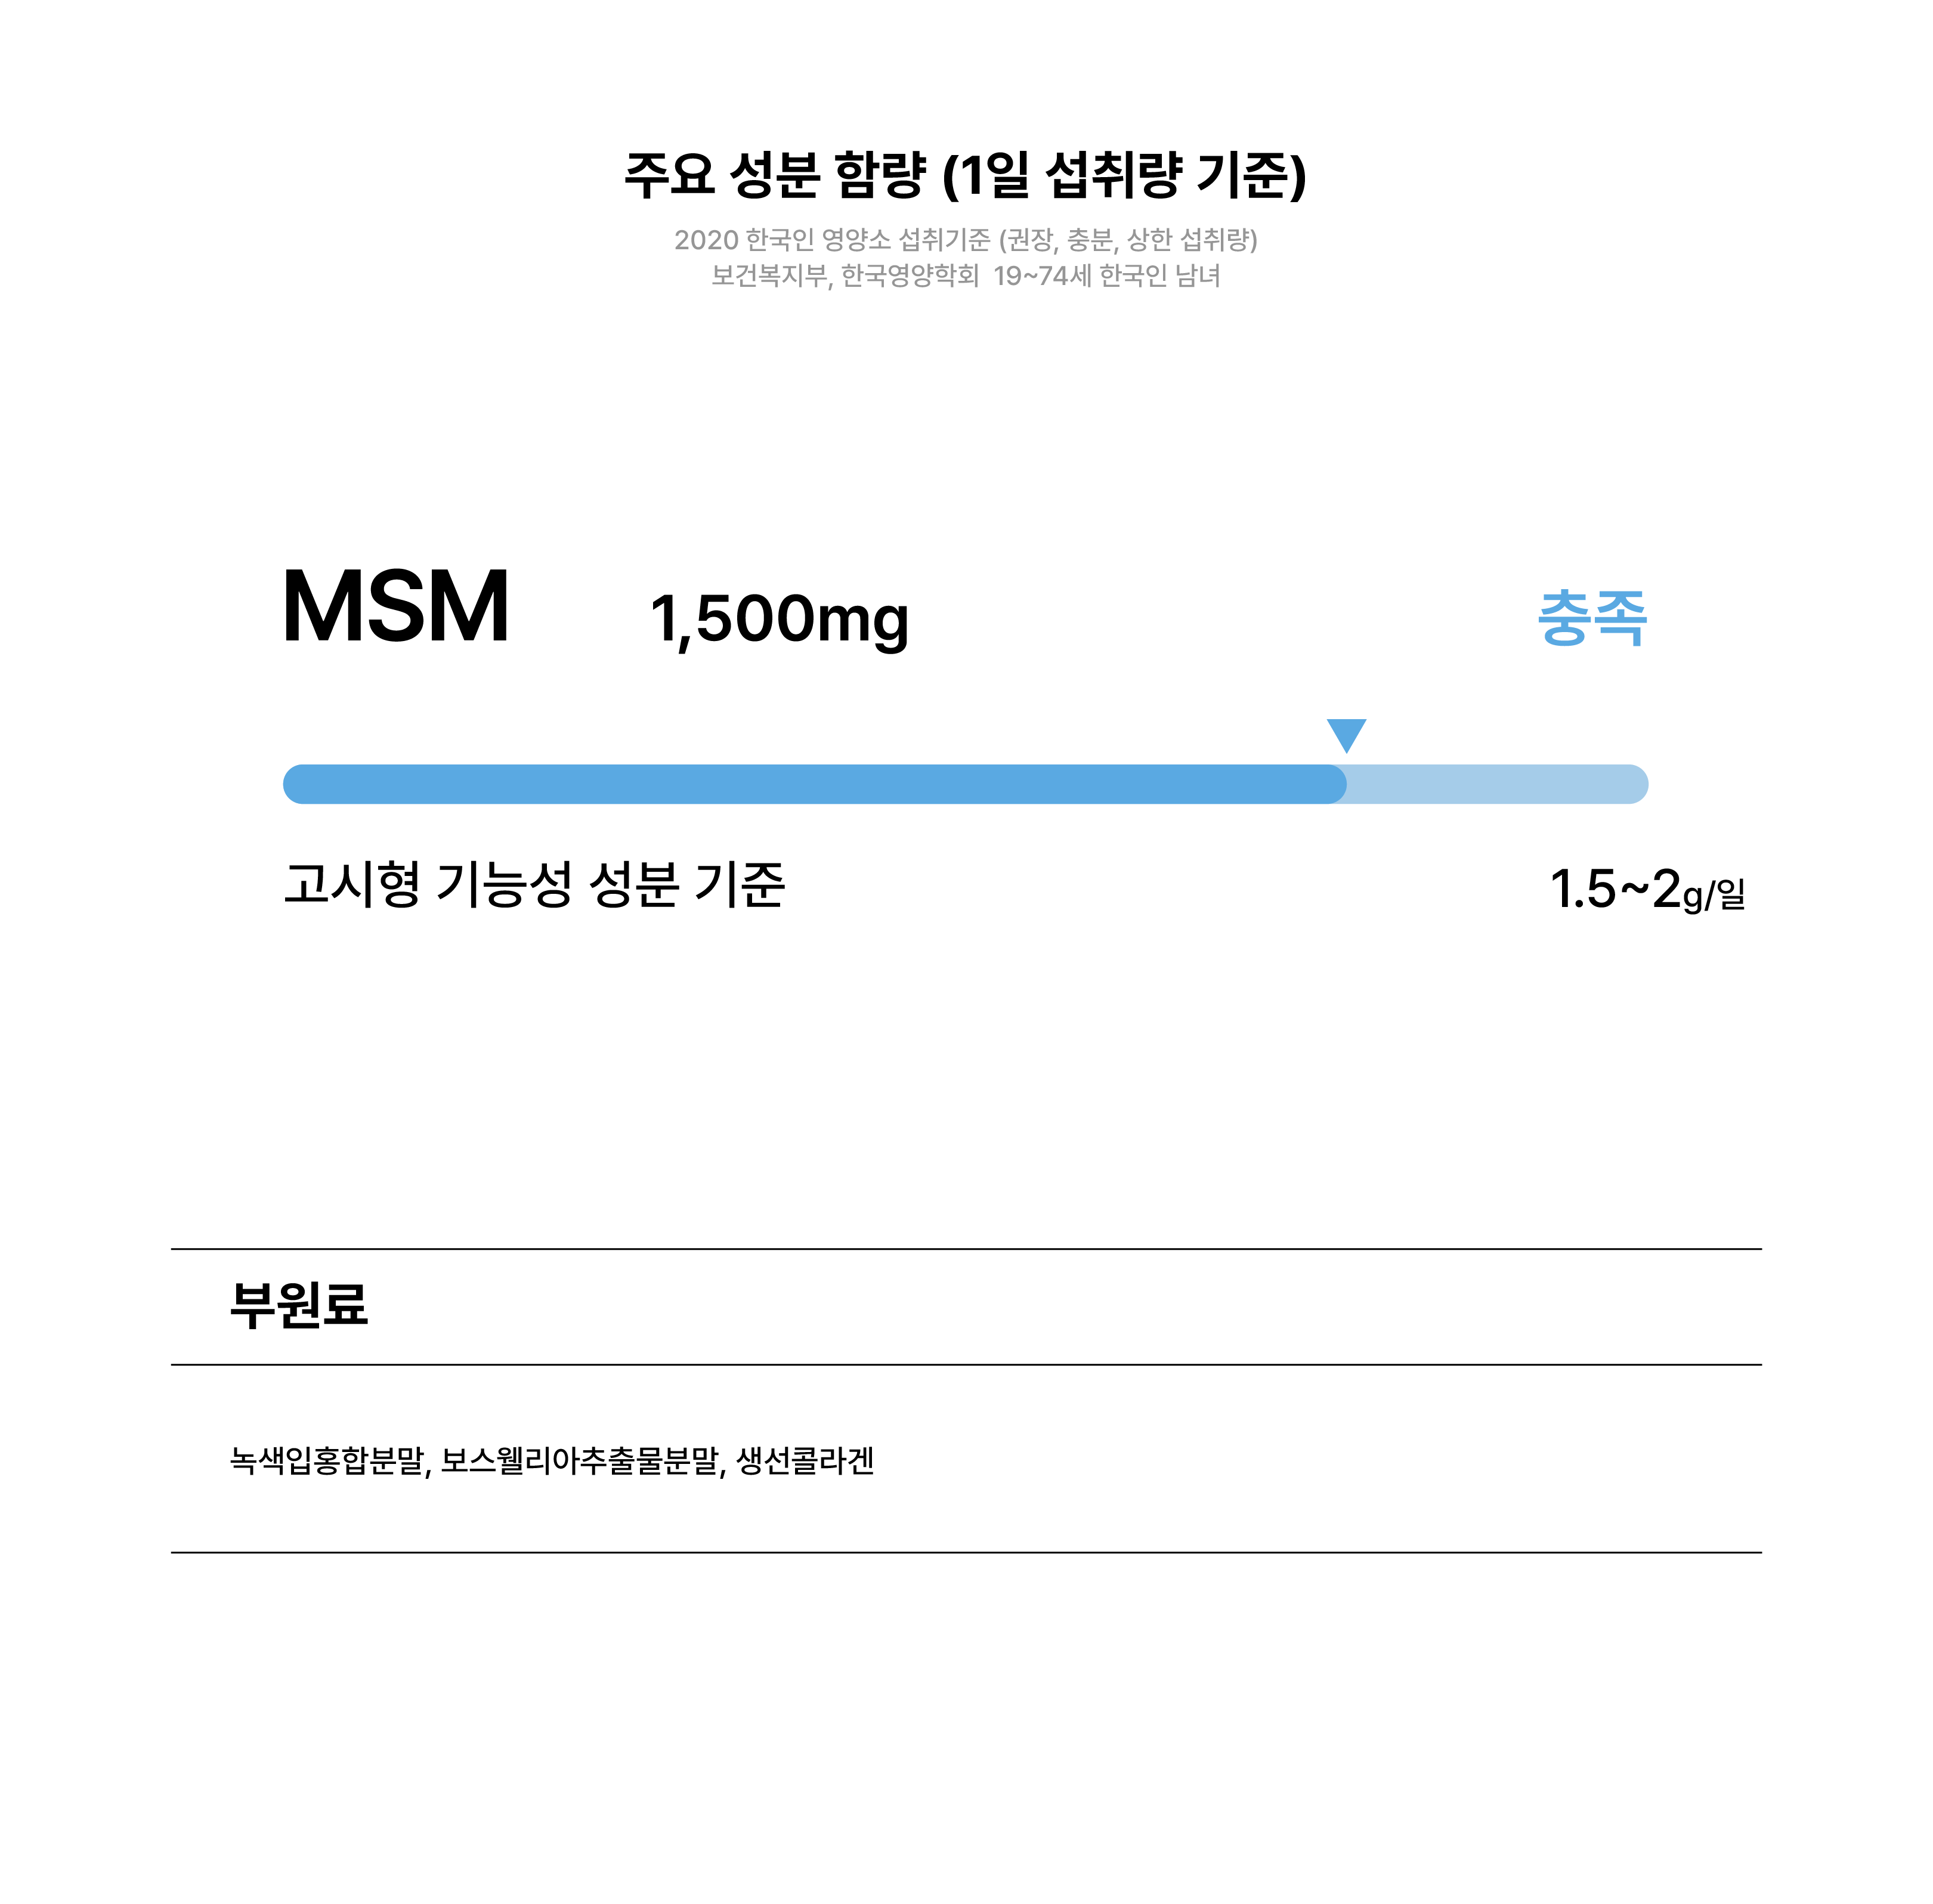 주요 성분 함량 (1일 섭취량 기준)
2020 한국인 영양소 섭취기준 (권장, 충분, 상한 섭취량)
보건복지부, 한국영양학회 19~74세 한국인 남녀
MSM 1,500mg 충족
고시형 기능성 성분 기준 1.5~2g/일
부원료
녹색입홍합분말, 보스웰리아추출물분말, 생선콜라겐